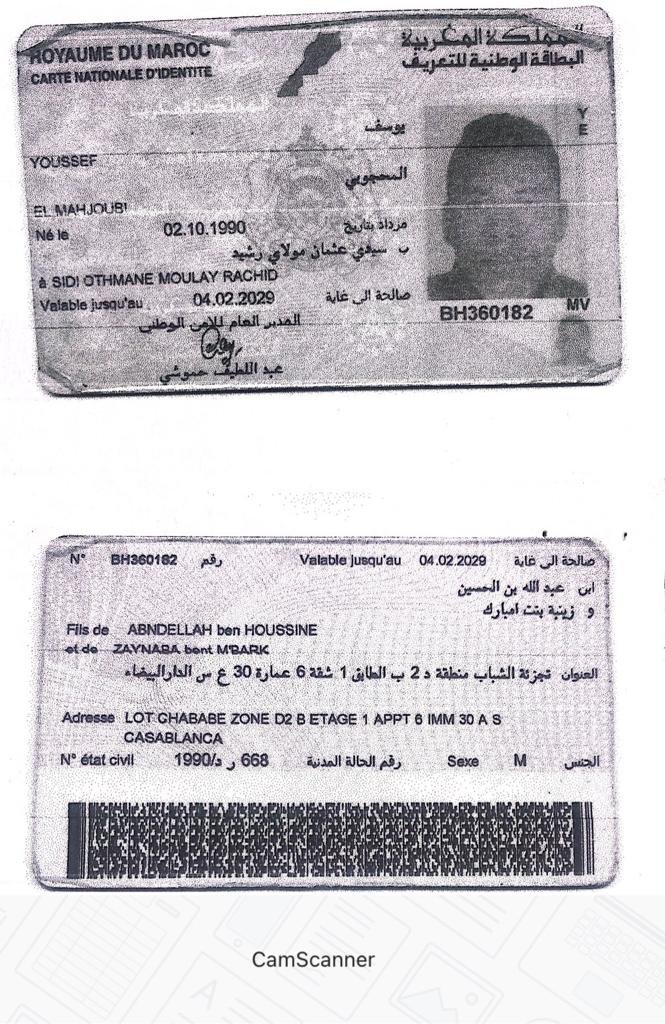 ROYAUME DU MAROC
المملكة المغربية
CARTE NATIONALE D'IDENTITE
البطاقة الوطنية للتعريف
يوسف
YOUSSEF
المحجوبي
EL MAHJOUBI
Né le 02.10.1990 مزداد بتاريخ
ب سيدي عثمان مولاي رشيد
à SIDI OTHMANE MOULAY RACHID
Valable jusqu'au 04.02.2029 صالحة الى غاية
المدير العام للامن الوطني
عبد اللطيف حموشي
Y
E
MV
BH360182
N° BH360182 رقم Valable jusqu'au 04.02.2029 صالحة الى غاية
ابن عبد الله بن الحسين
و زينبة بنت امبارك
Fils de ABNDELLAH ben HOUSSINE
et de ZAYNABA bent M'BARK
العنوان تجزئة الشباب منطقة د 2 ب الطابق 1 شقة 6 عمارة 30 ع س الدارالبيضاء
Adresse LOT CHABABE ZONE D2 B ETAGE 1 APPT 6 IMM 30 A S
CASABLANCA
N° état civil 668 ر د/1990 رقم الحالة المدنية Sexe M الجنس
CamScanner